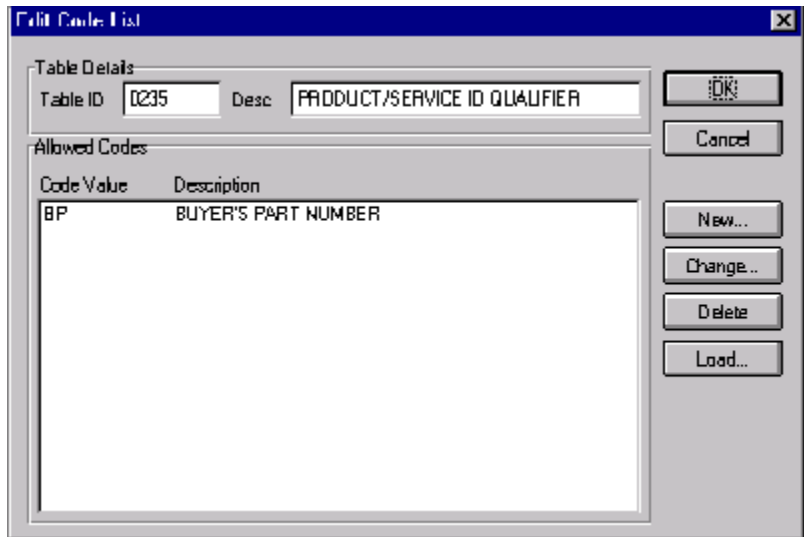 Edit Code List
Table Details
Table ID 0235 Desc PRODUCT/SERVICE ID QUALIFIER
OK
Cancel
Allowed Codes
Code Value Description
BP BUYER'S PART NUMBER
New...
Change...
Delete
Load...